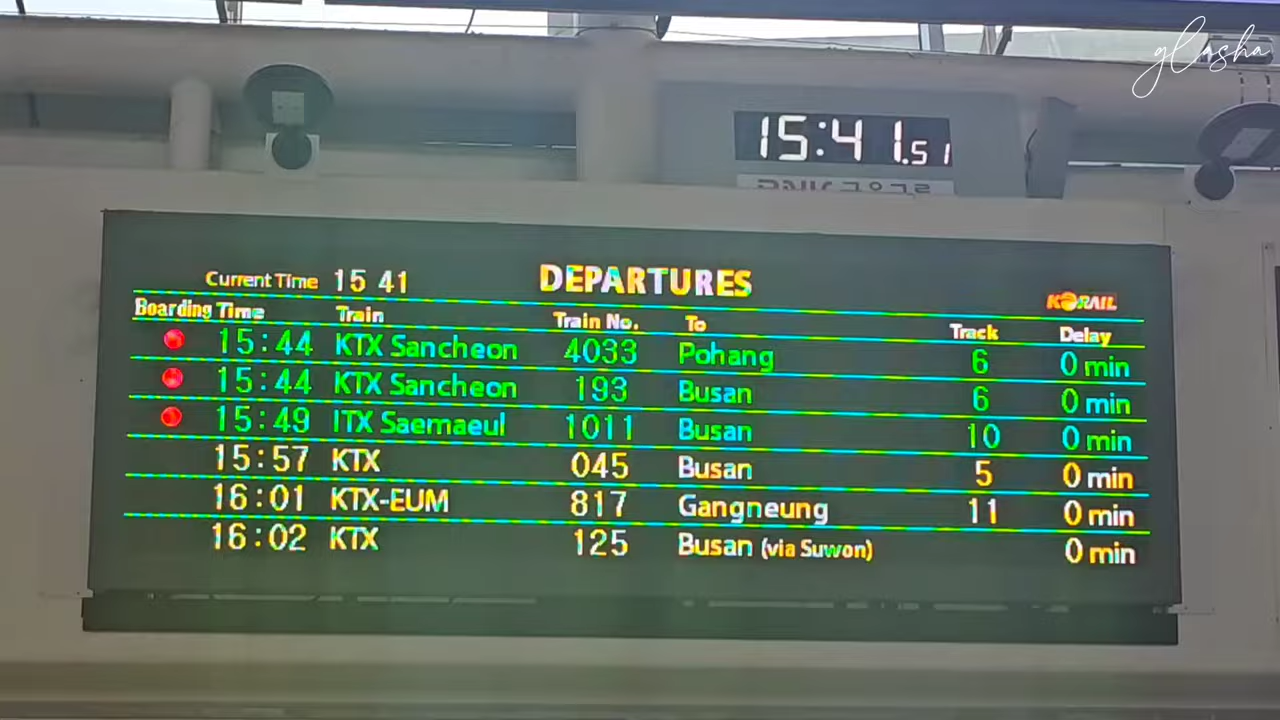 glasha
15:41.51
Current Time 15 41 DEPARTURES
KORAIL
Boarding Time Train Train No. To Track Delay
15:44 KTX Sancheon 4033 Pohang 6 0 min
15:44 KTX Sancheon 193 Busan 6 0 min
15:49 ITX Saemaeul 1011 Busan 10 0 min
15:57 KTX 045 Busan 5 0 min
16:01 KTX-EUM 817 Gangneung 11 0 min
16:02 KTX 125 Busan (via Suwon) 0 min